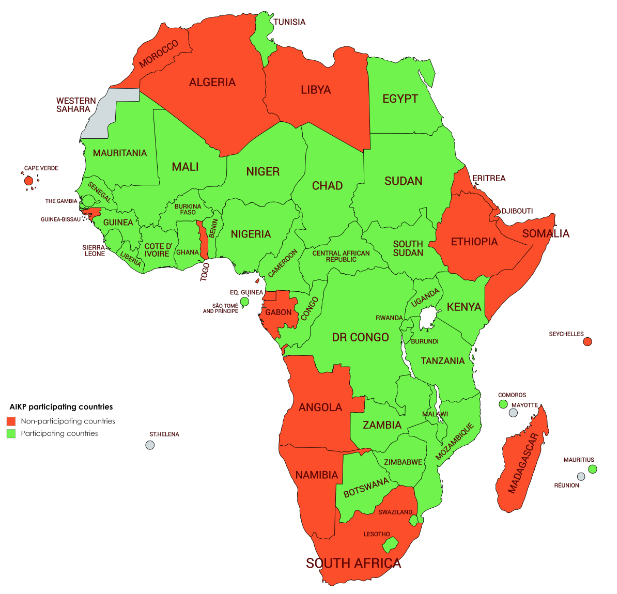 TUNISIA
MOROCCO
ALGERIA
LIBYA
EGYPT
WESTERN
SAHARA
MAURITANIA
MALI
NIGER
CHAD
SUDAN
ERITREA
CAPE VERDE
SENEGAL
THE GAMBIA
GUINEA-BISSAU
GUINEA
BURKINA
FASO
BENIN
NIGERIA
DJIBOUTI
SOMALIA
ETHIOPIA
SOUTH
SUDAN
CENTRAL AFRICAN
REPUBLIC
CAMEROON
SIERRA
LEONE
LIBERIA
COTE D'
IVOIRE
GHANA
TOGO
EQ. GUINEA
SÃO TOMÉ
AND PRÍNCIPE
GABON
CONGO
UGANDA
KENYA
RWANDA
BURUNDI
DR CONGO
TANZANIA
SEYCHELLES
COMOROS
MAYOTTE
AIKP participating countries
Non-participating countries
Participating countries
ST.HELENA
ANGOLA
ZAMBIA
MALAWI
MOZAMBIQUE
MADAGASCAR
MAURITIUS
RÉUNION
ZIMBABWE
NAMIBIA
BOTSWANA
SWAZILAND
LESOTHO
SOUTH AFRICA